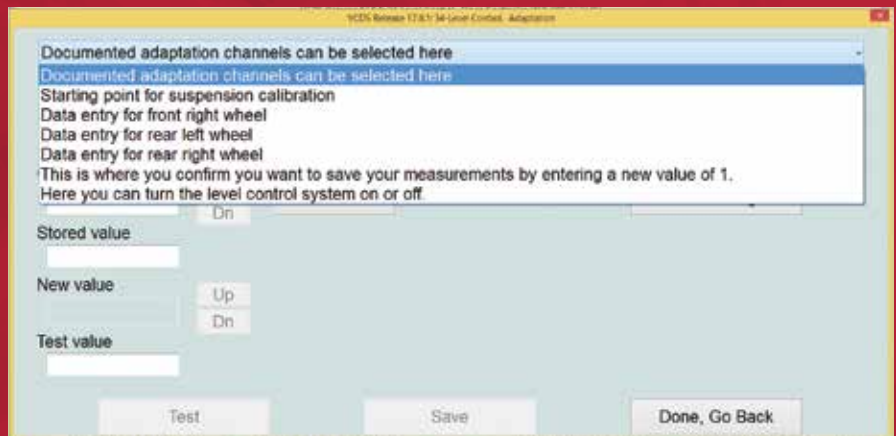 VCDS Release 17.8.1: 34-Level Control, Adaptation
Documented adaptation channels can be selected here
Documented adaptation channels can be selected here
Starting point for suspension calibration
Data entry for front right wheel
Data entry for rear left wheel
Data entry for rear right wheel
This is where you confirm you want to save your measurements by entering a new value of 1.
Here you can turn the level control system on or off.
Dn
Stored value
New value
Up
Dn
Test value
Test Save Done, Go Back